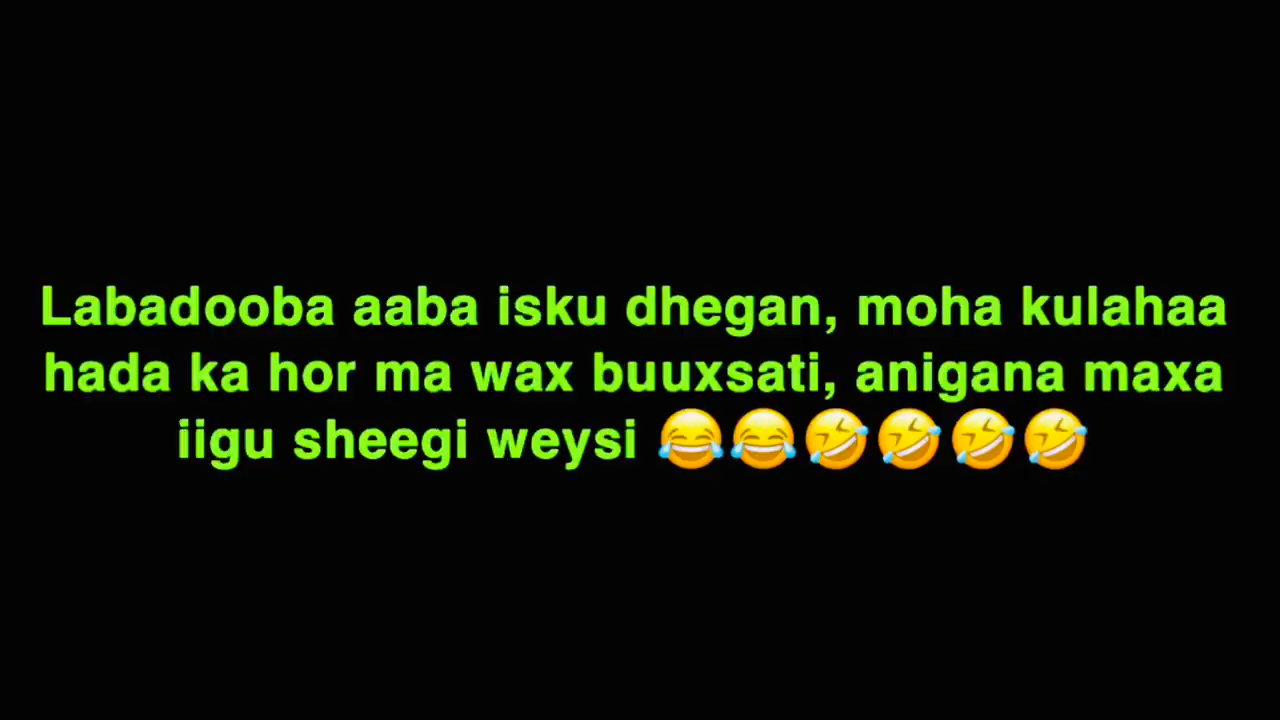 Labadooba aaba isku dhegan, moha kulahaa
hada ka hor ma wax buuxsati, anigana maxa
iigu sheegi weysi 😂😂🤣🤣🤣🤣